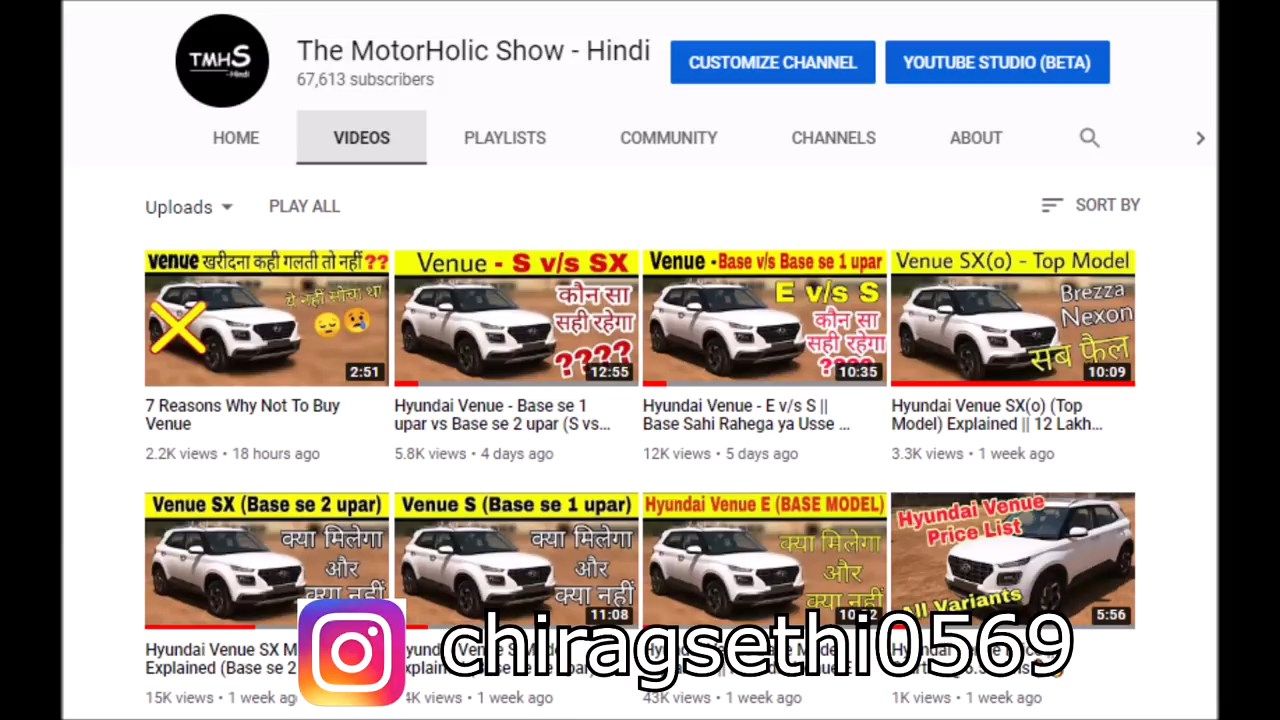 TMHS
-Hindi
The MotorHolic Show - Hindi
67,613 subscribers
CUSTOMIZE CHANNEL
YOUTUBE STUDIO (BETA)
HOME VIDEOS PLAYLISTS COMMUNITY CHANNELS ABOUT
Uploads PLAY ALL
SORT BY
venue खरीदना कही गलती तो नहीं??
ये नहीं सोचा था
2:51
7 Reasons Why Not To Buy
Venue
2.2K views • 18 hours ago
Venue - S v/s SX
कौन सा
सही रहेगा
????
12:55
Hyundai Venue - Base se 1
upar vs Base se 2 upar (S vs...
5.8K views • 4 days ago
Venue -Base v/s Base se 1 upar
E v/s S
कौन सा
सही रहेगा
10:35
Hyundai Venue - E v/s S ||
Base Sahi Rahega ya Usse ...
12K views • 5 days ago
Venue SX(o) - Top Model
Brezza
Nexon
सब फैल
10:09
Hyundai Venue SX(o) (Top
Model) Explained || 12 Lakh...
3.3K views • 1 week ago
Venue SX (Base se 2 upar)
क्या मिलेगा
और
क्या नहीं
Hyundai Venue SX
Explained (Base se 2
15K views • 1 week
Venue S (Base se 1 upar)
क्या मिलेगा
और
क्या नहीं
11:08
4K views • 1 week ago
Hyundai Venue E (BASE MODEL)
क्या मिलेगा
और
क्या नहीं
43K views • 1 week ago
Hyundai Venue
Price List
All Variants
5:56
1K views • 1 week ago
chiragsethi0569